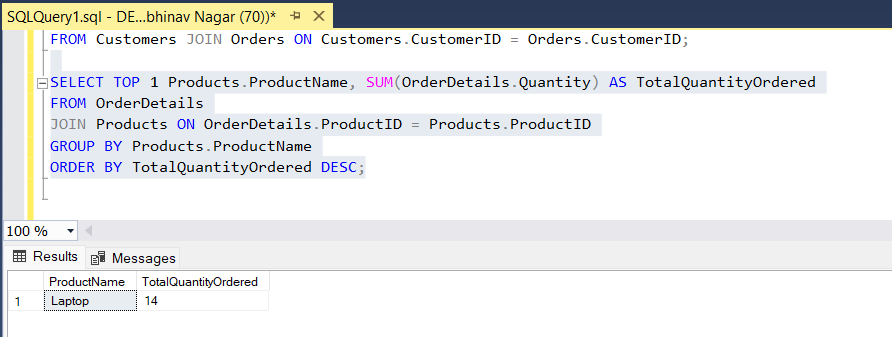 SQLQuery1.sql - DE...bhinav Nagar (70))*
FROM Customers JOIN Orders ON Customers.CustomerID = Orders.CustomerID;
SELECT TOP 1 Products.ProductName, SUM(OrderDetails.Quantity) AS TotalQuantityOrdered
FROM OrderDetails
JOIN Products ON OrderDetails.ProductID = Products.ProductID
GROUP BY Products.ProductName
ORDER BY TotalQuantityOrdered DESC;
100 %
Results Messages
ProductName TotalQuantityOrdered
1 Laptop 14